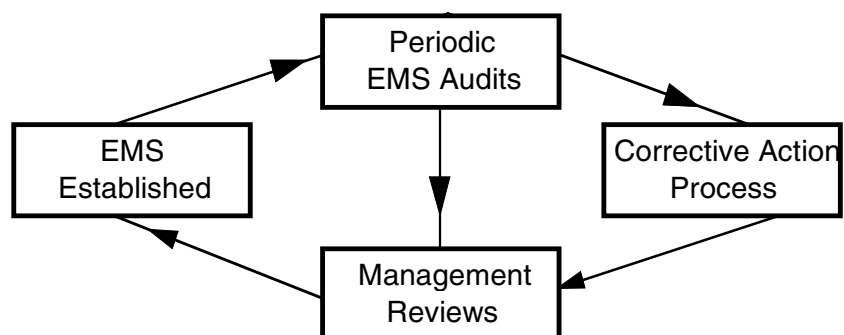 Periodic
EMS Audits
EMS
Established
Corrective Action
Process
Management
Reviews